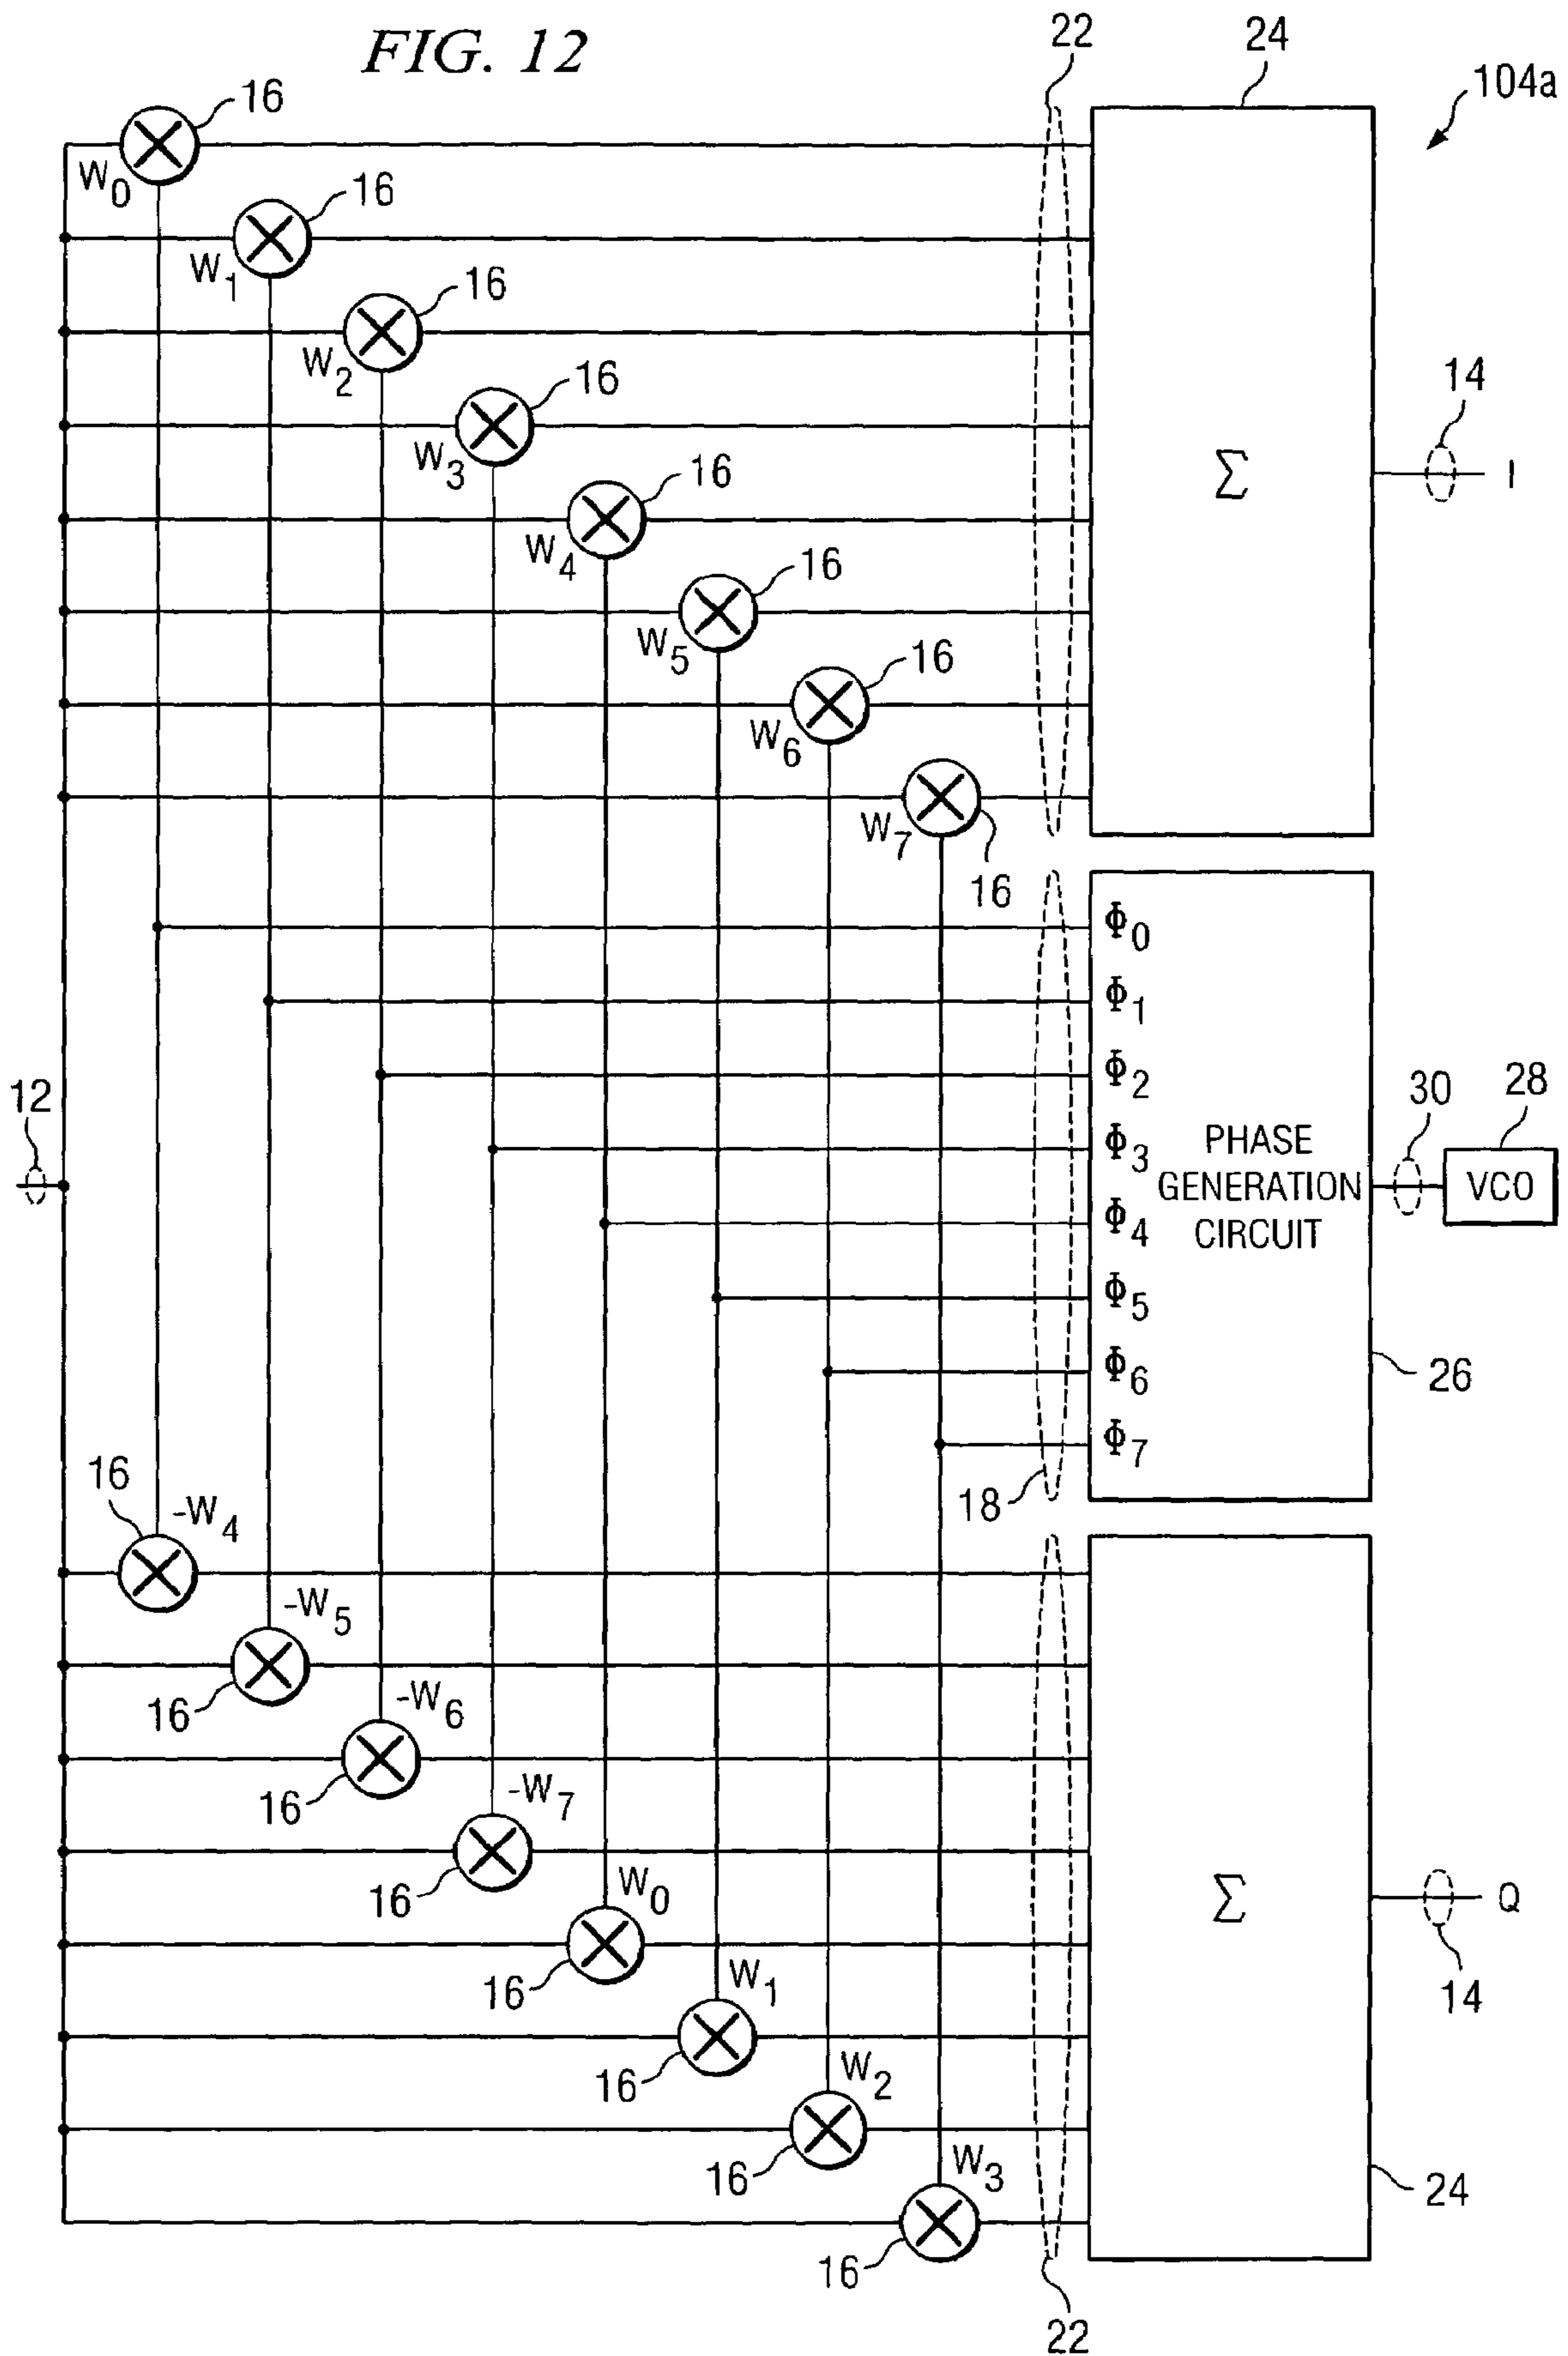 FIG. 12
22
24
104a
16
W0
16
W1
16
W2
16
W3
14
16
Σ
I
W4
16
W5
16
W6
W7
16
Φ0
Φ1
Φ2
12
30
28
Φ3
PHASE
GENERATION
CIRCUIT
VCO
Φ4
Φ5
Φ6
26
Φ7
16
18
-W4
-W5
16
-W6
16
-W7
16
W0
Σ
Q
16
W1
14
16
W2
16
W3
24
16
22